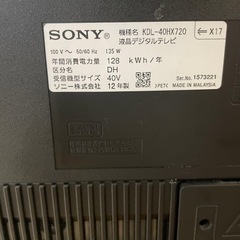 SONY
機種名 KDL-40HX720
液晶デジタルテレビ
X17
100 V～ 50/60 Hz 135 W
年間消費電力量 128 kWh/年
区分名 DH
受信機型サイズ 40V
ソニー株式会社 12年製
Ser.No. 1573221
>PET<
MADE IN MALAYSIA